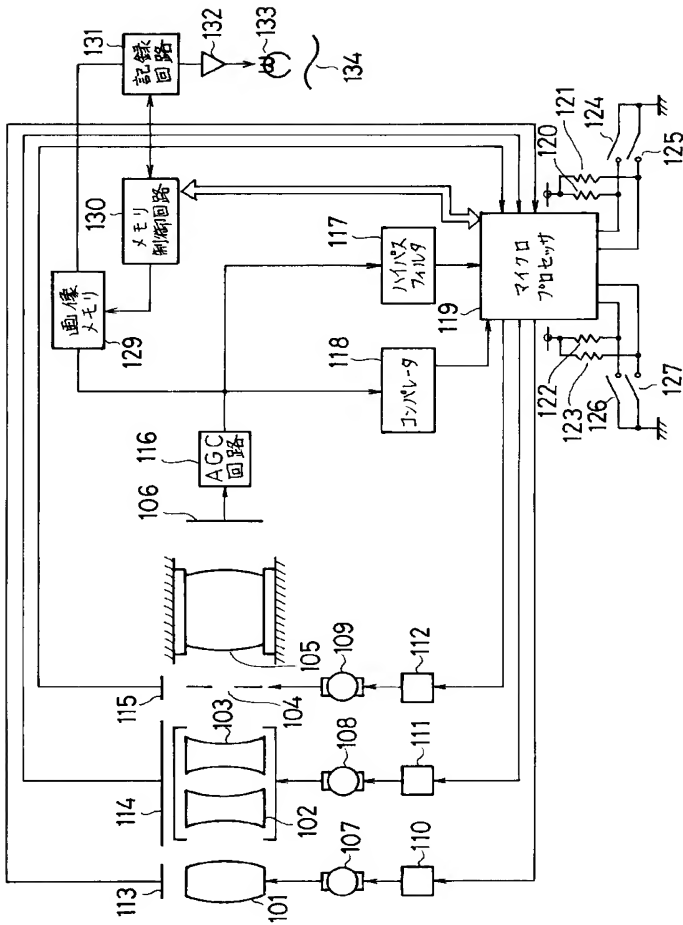 131
記録
回路
132
133
134
130
メモリ
制御回路
画像
メモリ
129
117
ハイパス
フィルタ
118
コンパレータ
116
AGC
回路
106
119
マイクロ
プロセッサ
120
121
124
125
122
123
126
127
105
115
104
109
112
114
103
102
108
111
113
101
107
110